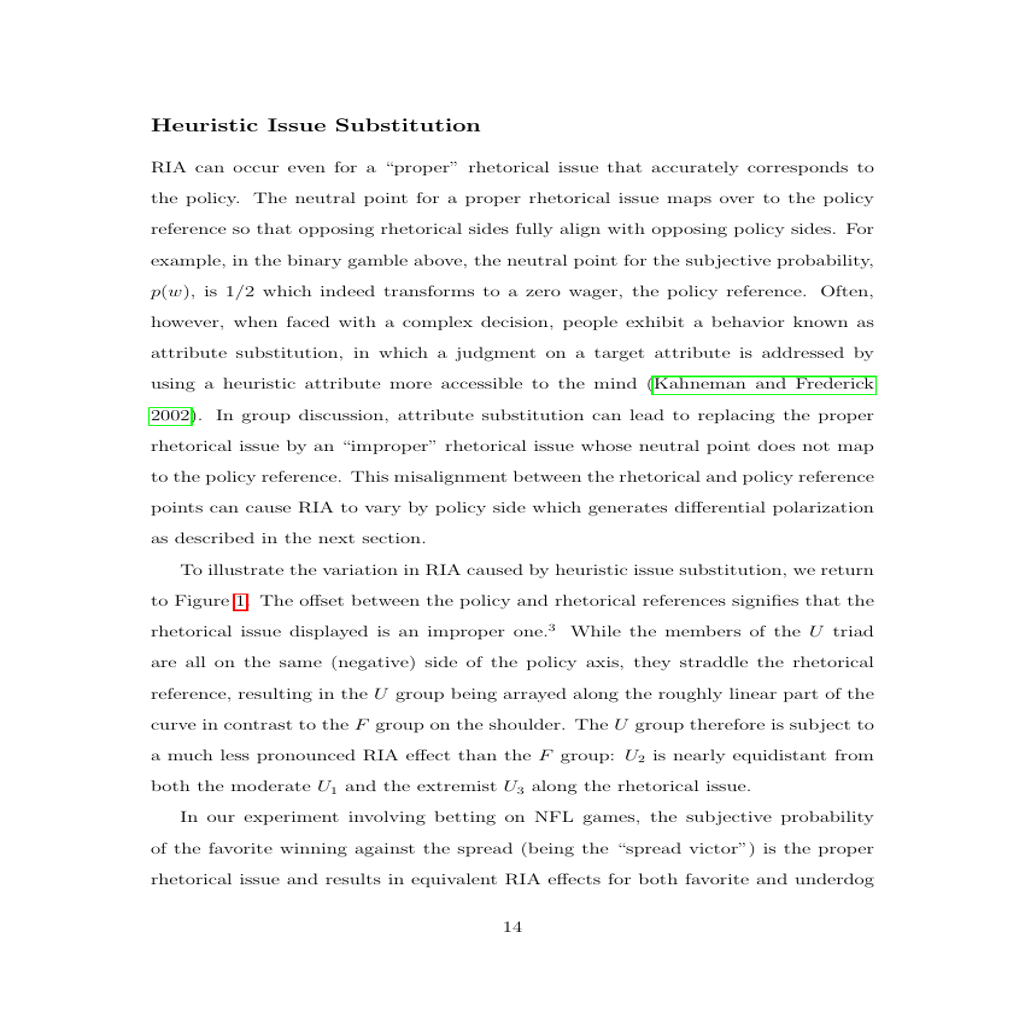 Heuristic Issue Substitution
RIA can occur even for a “proper” rhetorical issue that accurately corresponds to
the policy. The neutral point for a proper rhetorical issue maps over to the policy
reference so that opposing rhetorical sides fully align with opposing policy sides. For
example, in the binary gamble above, the neutral point for the subjective probability,
p(w), is 1/2 which indeed transforms to a zero wager, the policy reference. Often,
however, when faced with a complex decision, people exhibit a behavior known as
attribute substitution, in which a judgment on a target attribute is addressed by
using a heuristic attribute more accessible to the mind (Kahneman and Frederick
2002). In group discussion, attribute substitution can lead to replacing the proper
rhetorical issue by an “improper” rhetorical issue whose neutral point does not map
to the policy reference. This misalignment between the rhetorical and policy reference
points can cause RIA to vary by policy side which generates differential polarization
as described in the next section.
To illustrate the variation in RIA caused by heuristic issue substitution, we return
to Figure 1. The offset between the policy and rhetorical references signifies that the
rhetorical issue displayed is an improper one.³ While the members of the U triad
are all on the same (negative) side of the policy axis, they straddle the rhetorical
reference, resulting in the U group being arrayed along the roughly linear part of the
curve in contrast to the F group on the shoulder. The U group therefore is subject to
a much less pronounced RIA effect than the F group: U₂ is nearly equidistant from
both the moderate U₁ and the extremist U₃ along the rhetorical issue.
In our experiment involving betting on NFL games, the subjective probability
of the favorite winning against the spread (being the “spread victor”) is the proper
rhetorical issue and results in equivalent RIA effects for both favorite and underdog
14